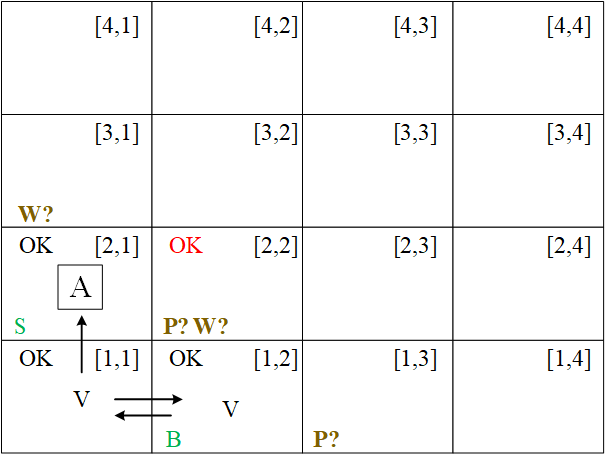 [4,1] [4,2] [4,3] [4,4]
[3,1] [3,2] [3,3] [3,4]
W?
OK [2,1] OK [2,2] [2,3] [2,4]
A
S P? W?
OK [1,1] OK [1,2] [1,3] [1,4]
V V
B P?